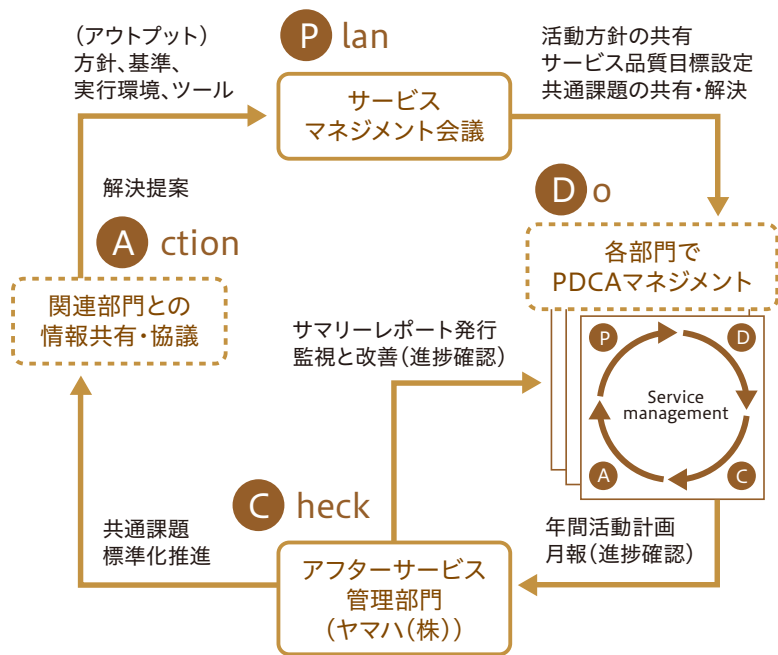 Plan
サービス
マネジメント会議
活動方針の共有
サービス品質目標設定
共通課題の共有・解決
Do
各部門で
PDCAマネジメント
P
D
Service
management
A
C
年間活動計画
月報(進捗確認)
Check
アフターサービス
管理部門
(ヤマハ(株))
サマリーレポート発行
監視と改善(進捗確認)
共通課題
標準化推進
Action
関連部門との
情報共有・協議
解決提案
(アウトプット)
方針、基準、
実行環境、ツール